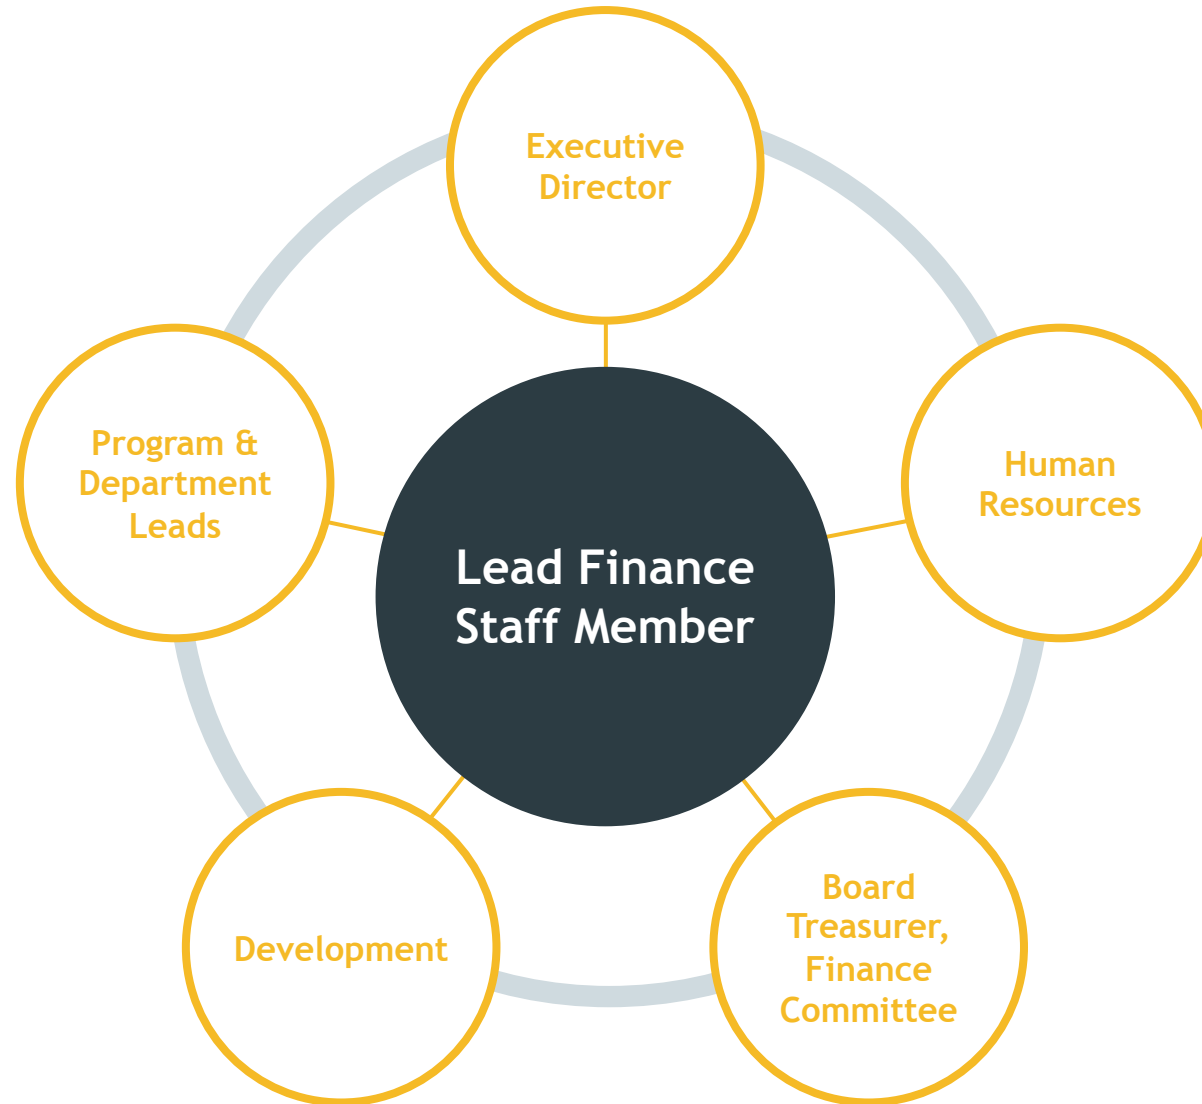 Executive
Director
Program &
Department
Leads
Human
Resources
Lead Finance
Staff Member
Development
Board
Treasurer,
Finance
Committee